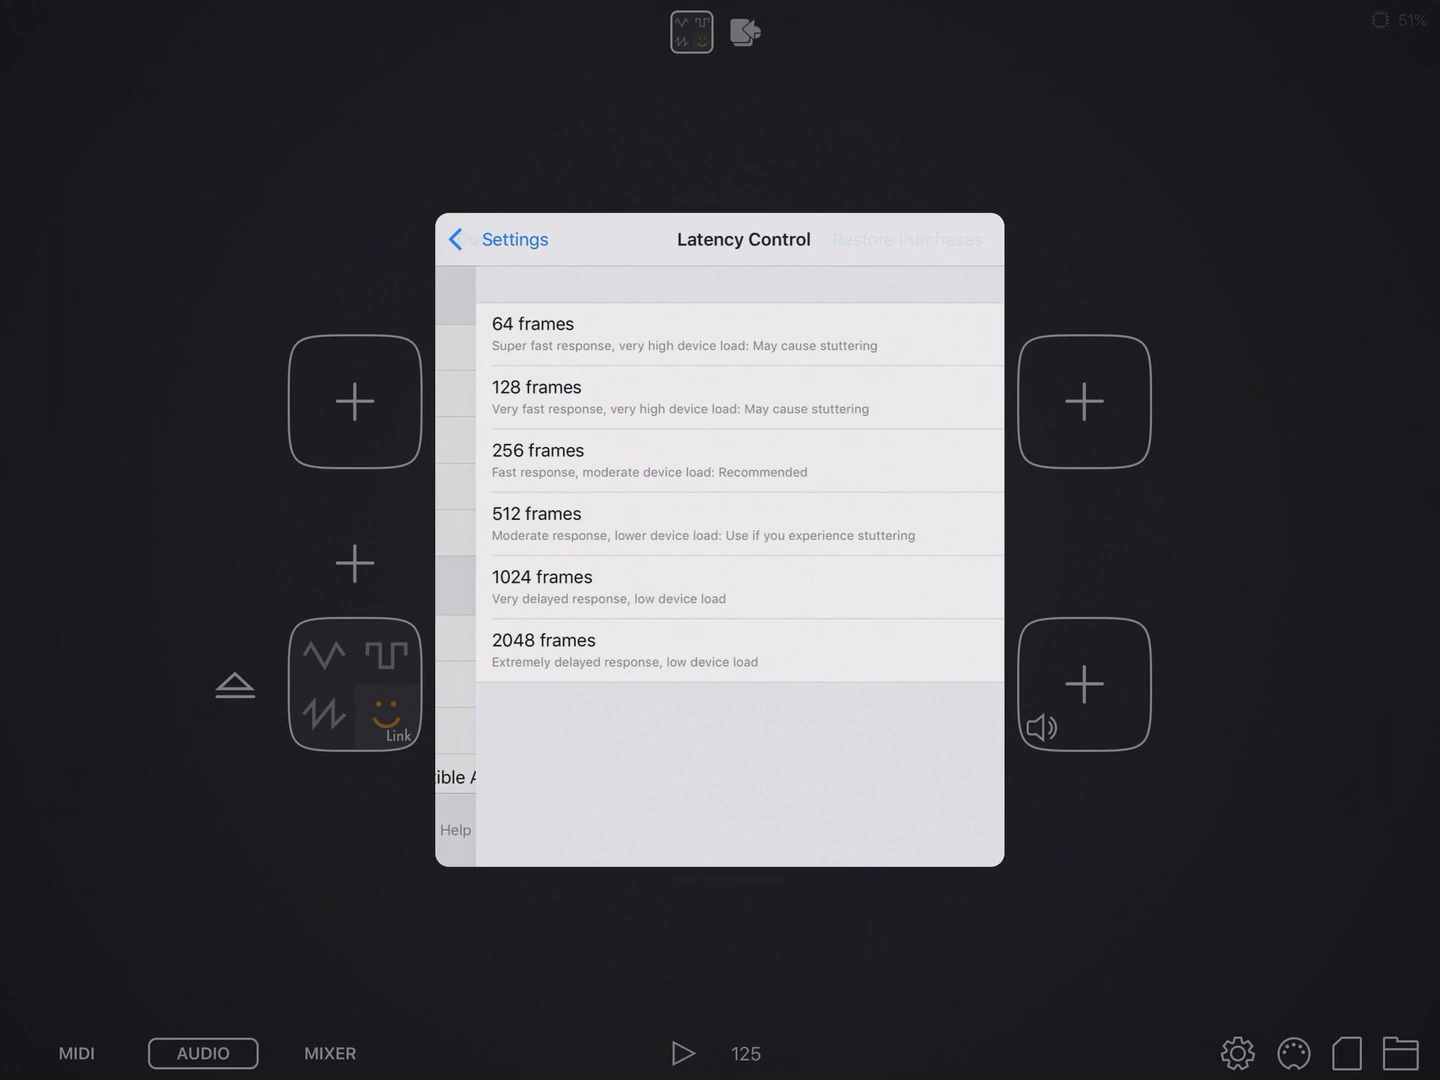 51%
Settings
Latency Control
Restore Purchases
64 frames
Super fast response, very high device load: May cause stuttering
128 frames
Very fast response, very high device load: May cause stuttering
256 frames
Fast response, moderate device load: Recommended
512 frames
Moderate response, lower device load: Use if you experience stuttering
1024 frames
Very delayed response, low device load
2048 frames
Extremely delayed response, low device load
Link
ible A
Help
MIDI
AUDIO
MIXER
125